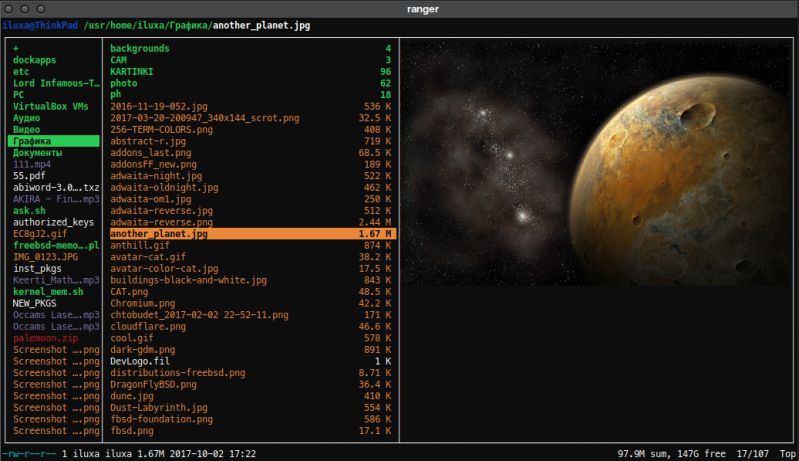 ranger
iluxa@ThinkPad /usr/home/iluxa/Графика/another_planet.jpg
+
dockapps
etc
Lord Infamous-T…
PC
VirtualBox VMs
Аудио
Видео
Графика
Документы
111.mp4
55.pdf
abiword-3.0….txz
AKIRA - Fin….mp3
ask.sh
authorized_keys
EC8gJ2.gif
freebsd-memo….pl
IMG_0123.JPG
inst_pkgs
Keerti_Math….mp3
kernel_mem.sh
NEW_PKGS
Occams Lase….mp3
Occams Lase….mp3
palemoon.zip
Screenshot ….png
Screenshot ….png
Screenshot ….png
Screenshot ….png
Screenshot ….png
Screenshot ….png
Screenshot ….png
Screenshot ….png
backgrounds 4
CAM 3
KARTINKI 96
photo 62
ph 18
2016-11-19-052.jpg 536 K
2017-03-20-200947_340x144_scrot.png 32.5 K
256-TERM-COLORS.png 408 K
abstract-r.jpg 719 K
addons_last.png 68.5 K
addonsFF_new.png 189 K
adwaita-night.jpg 522 K
adwaita-oldnight.jpg 462 K
adwaita-om1.jpg 250 K
adwaita-reverse.jpg 512 K
adwaita-reverse.png 2.44 M
another_planet.jpg 1.67 M
anthill.gif 874 K
avatar-cat.gif 38.2 K
avatar-color-cat.jpg 17.5 K
buildings-black-and-white.jpg 843 K
CAT.png 48.5 K
Chromium.png 42.2 K
chtobudet_2017-02-02 22-52-11.png 171 K
cloudflare.png 46.6 K
cool.gif 578 K
dark-gdm.png 891 K
DevLogo.fil 1 K
distributions-freebsd.png 8.71 K
DragonFlyBSD.png 36.4 K
dune.jpg 410 K
Dust-Labyrinth.jpg 554 K
fbsd-foundation.png 586 K
fbsd.png 17.1 K
-rw-r--r-- 1 iluxa iluxa 1.67M 2017-10-02 17:22 97.9M sum, 147G free 17/107 Top